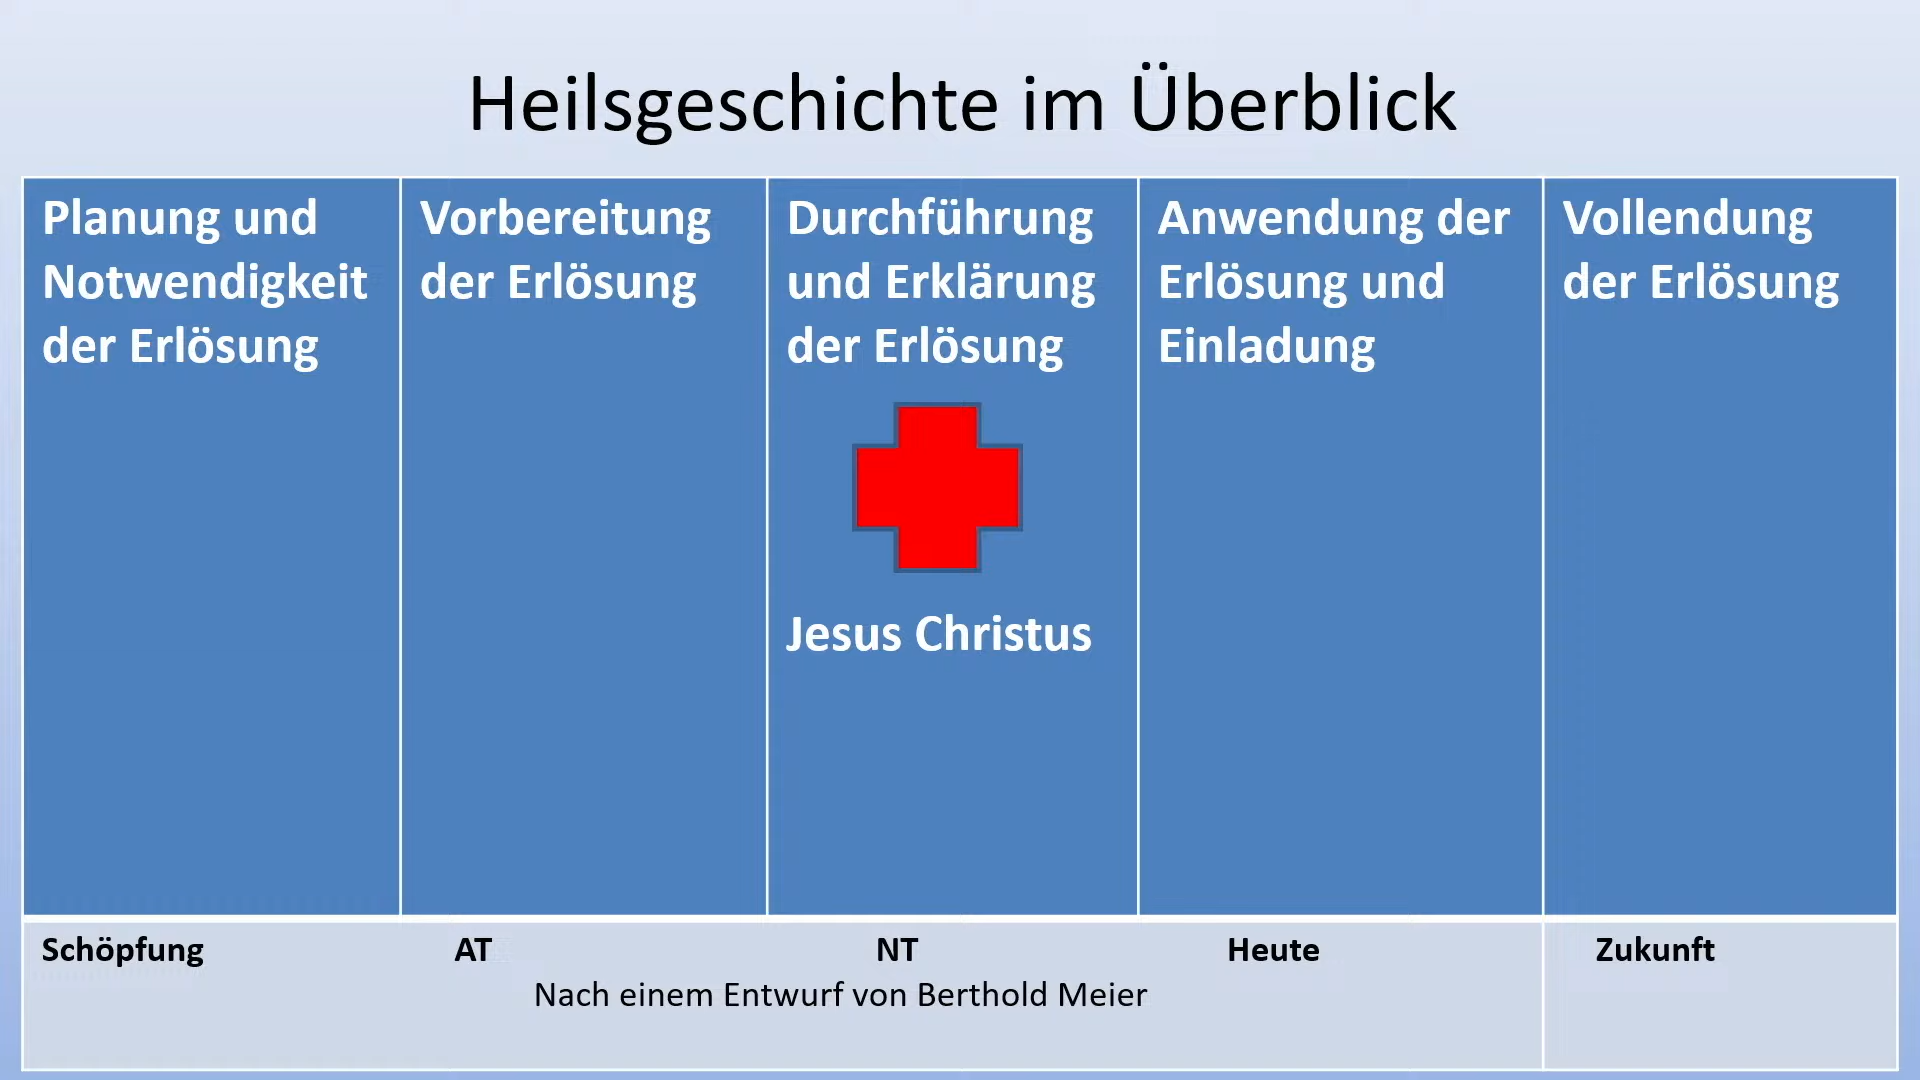 Heilsgeschichte im Überblick
Planung und
Notwendigkeit
der Erlösung
Vorbereitung
der Erlösung
Durchführung
und Erklärung
der Erlösung
Jesus Christus
Anwendung der
Erlösung und
Einladung
Vollendung
der Erlösung
Schöpfung AT NT Heute Zukunft
Nach einem Entwurf von Berthold Meier